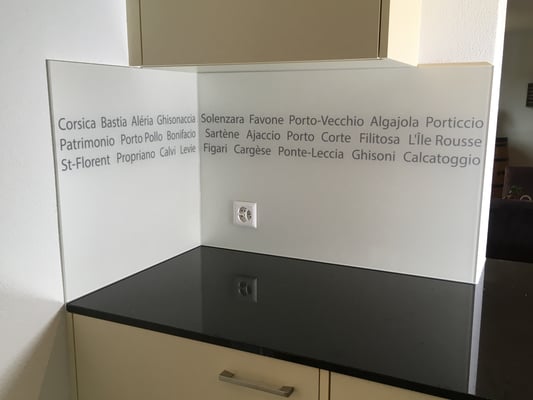 Corsica Bastia Aléria Ghisonaccia Solenzara Favone Porto-Vecchio Algajola Porticcio
Patrimonio Porto Pollo Bonifacio Sartène Ajaccio Porto Corte Filitosa L'Île Rousse
St-Florent Propriano Calvi Levie Figari Cargèse Ponte-Leccia Ghisoni Calcatoggio